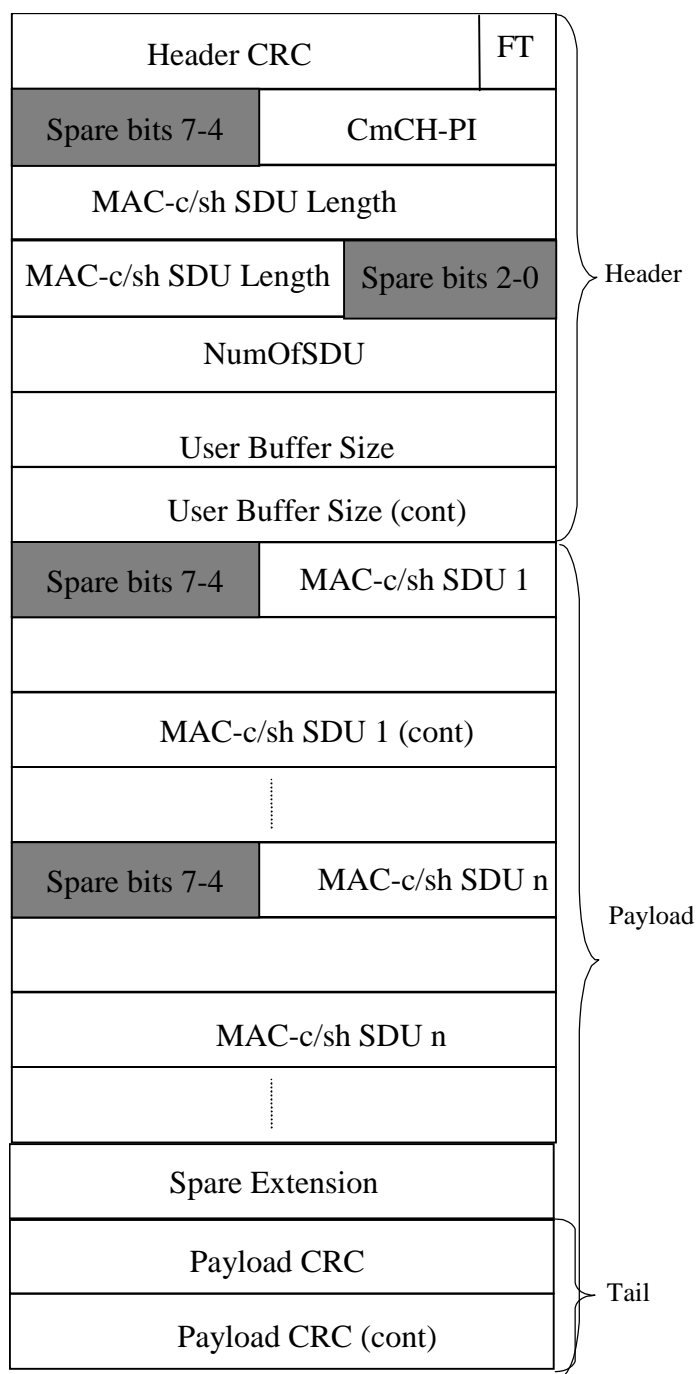 Header CRC FT
Spare bits 7-4 CmCH-PI
MAC-c/sh SDU Length
MAC-c/sh SDU Length Spare bits 2-0
Header
NumOfSDU
User Buffer Size
User Buffer Size (cont)
Spare bits 7-4 MAC-c/sh SDU 1
MAC-c/sh SDU 1 (cont)
Spare bits 7-4 MAC-c/sh SDU n
Payload
MAC-c/sh SDU n
Spare Extension
Payload CRC
Tail
Payload CRC (cont)